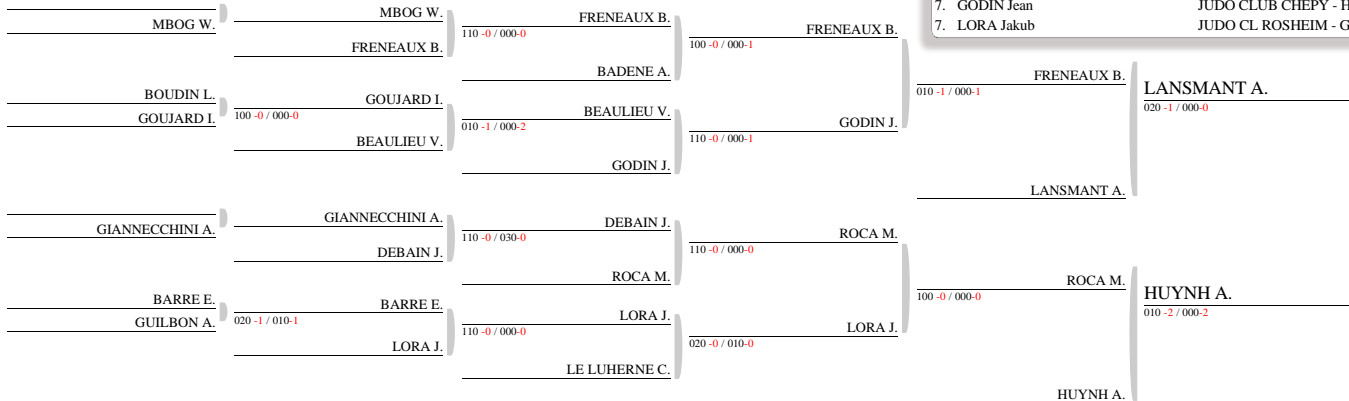 7. GODIN Jean JUDO CLUB CHEPY - H
7. LORA Jakub JUDO CL ROSHEIM - G
MBOG W.
BOUDIN L.
GOUJARD I.
GIANNECCHINI A.
BARRE E.
GUILBON A.
MBOG W.
FRENEAUX B.
GOUJARD I.
100 -0 / 000-0
BEAULIEU V.
GIANNECCHINI A.
DEBAIN J.
BARRE E.
020 -1 / 010-1
LORA J.
FRENEAUX B.
110 -0 / 000-0
BADENE A.
BEAULIEU V.
010 -1 / 000-2
GODIN J.
DEBAIN J.
110 -0 / 030-0
ROCA M.
LORA J.
110 -0 / 000-0
LE LUHERNE C.
FRENEAUX B.
100 -0 / 000-1
GODIN J.
110 -0 / 000-1
ROCA M.
110 -0 / 000-0
LORA J.
020 -0 / 010-0
FRENEAUX B.
010 -1 / 000-1
LANSMANT A.
ROCA M.
100 -0 / 000-0
HUYNH A.
LANSMANT A.
020 -1 / 000-0
HUYNH A.
010 -2 / 000-2